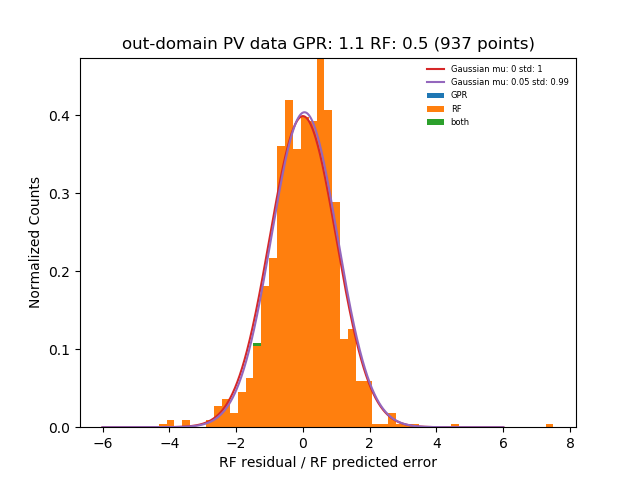 out-domain PV data GPR: 1.1 RF: 0.5 (937 points)
Gaussian mu: 0 std: 1
Gaussian mu: 0.05 std: 0.99
GPR
RF
both
Normalized Counts
0.4
0.3
0.2
0.1
0.0
−6 −4 −2 0 2 4 6 8
RF residual / RF predicted error